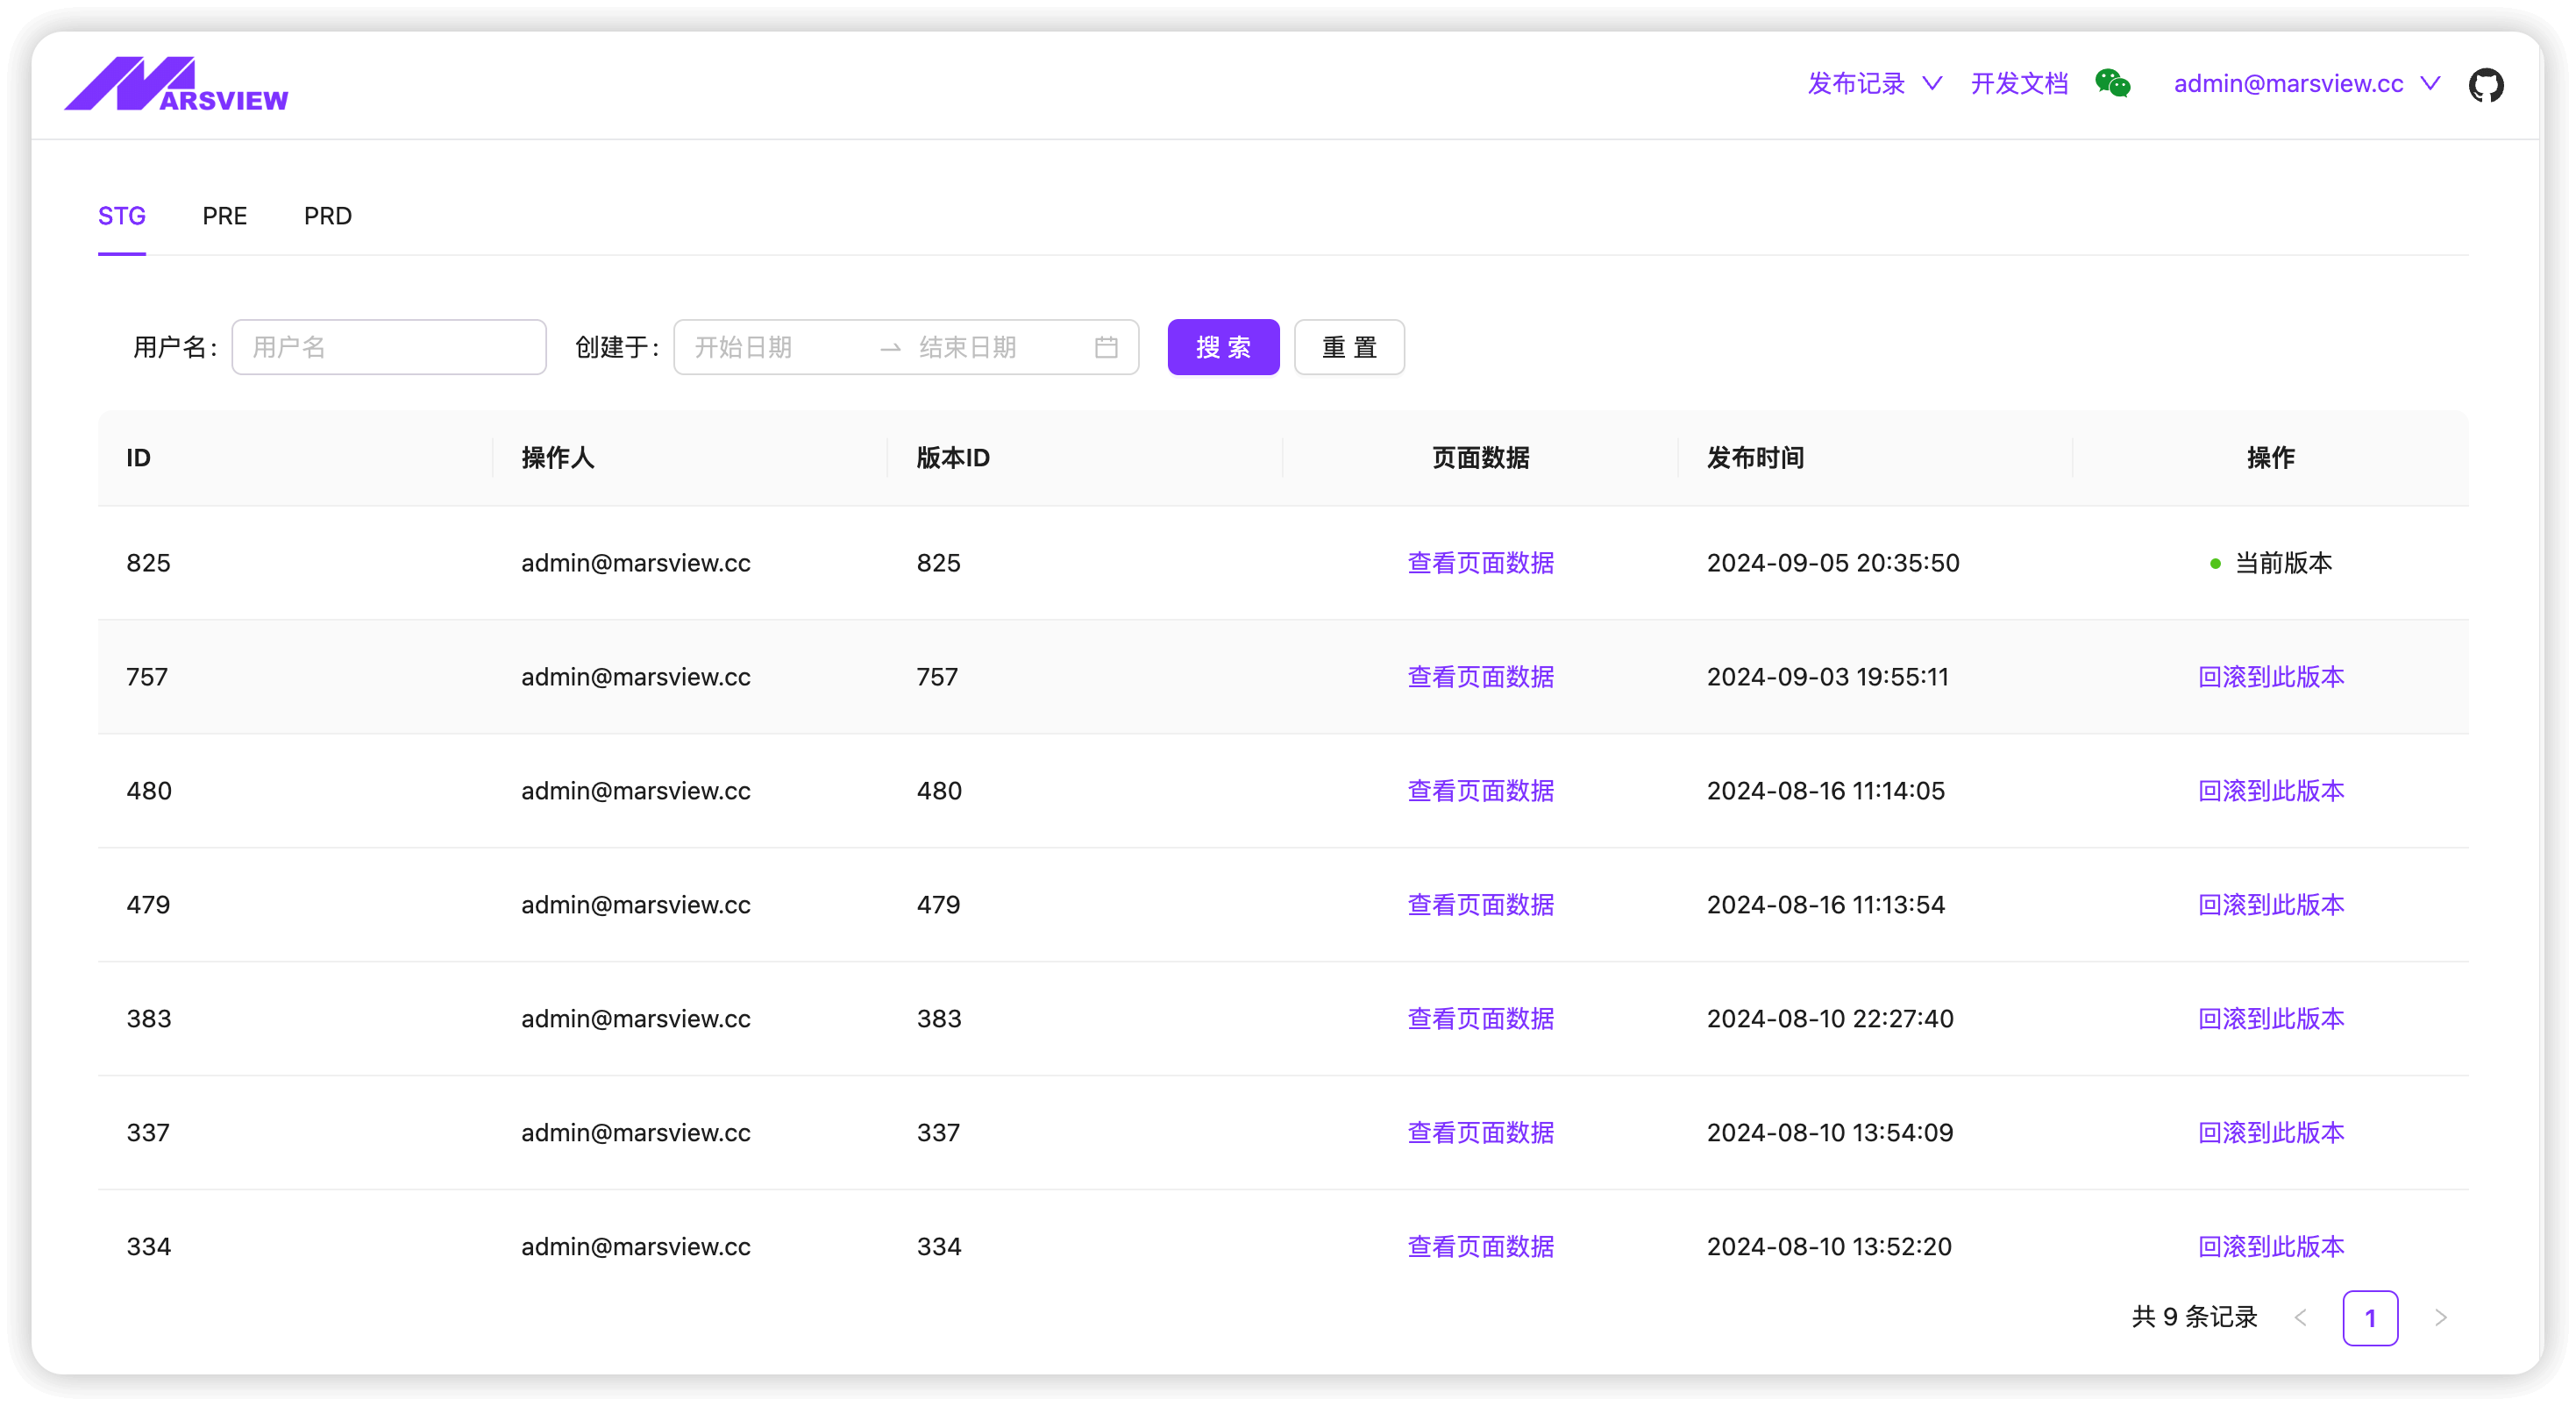 MARSVIEW
发布记录 开发文档 admin@marsview.cc
STG PRE PRD
用户名: 用户名 创建于: 开始日期 → 结束日期 搜 索 重 置
ID 操作人 版本ID 页面数据 发布时间 操作
825 admin@marsview.cc 825 查看页面数据 2024-09-05 20:35:50 当前版本
757 admin@marsview.cc 757 查看页面数据 2024-09-03 19:55:11 回滚到此版本
480 admin@marsview.cc 480 查看页面数据 2024-08-16 11:14:05 回滚到此版本
479 admin@marsview.cc 479 查看页面数据 2024-08-16 11:13:54 回滚到此版本
383 admin@marsview.cc 383 查看页面数据 2024-08-10 22:27:40 回滚到此版本
337 admin@marsview.cc 337 查看页面数据 2024-08-10 13:54:09 回滚到此版本
334 admin@marsview.cc 334 查看页面数据 2024-08-10 13:52:20 回滚到此版本
共 9 条记录 < 1 >